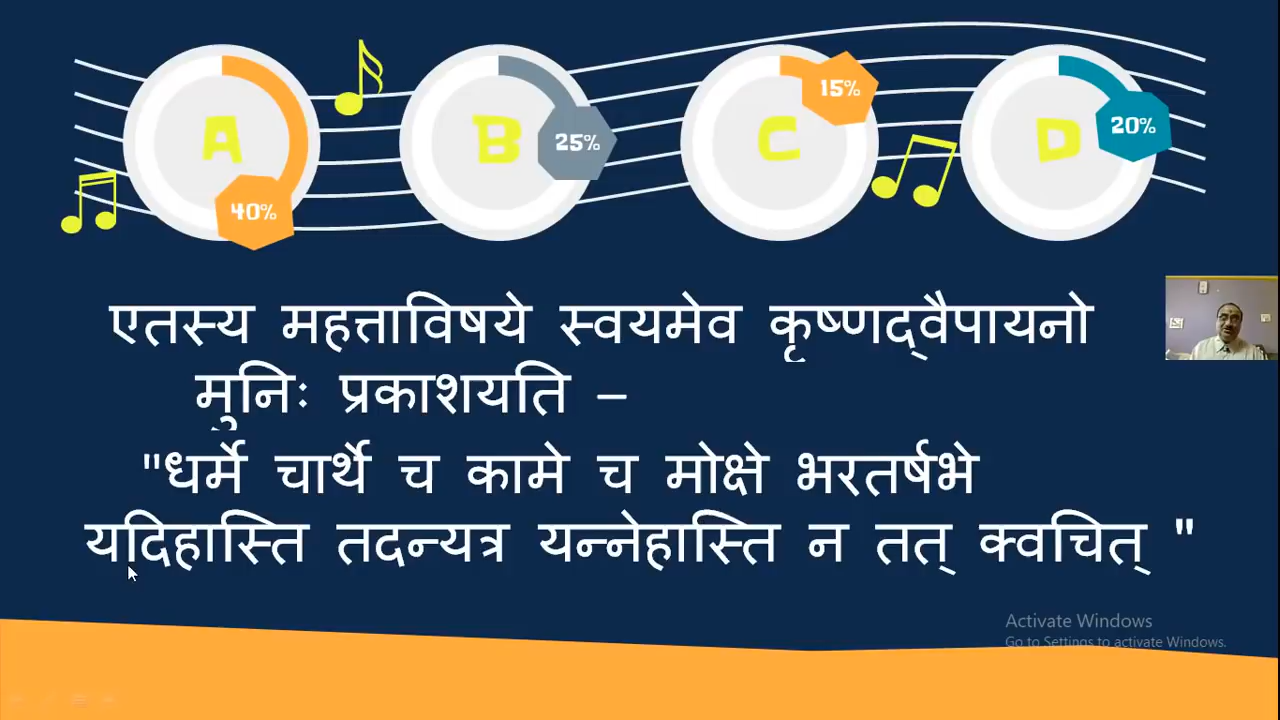 A B C D
40% 25% 15% 20%
एतस्य महत्ताविषये स्वयमेव कृष्णद्वैपायनो
मुनिः प्रकाशयति –
"धर्मे चार्थे च कामे च मोक्षे भरतर्षभे
यदिहास्ति तदन्यत्र यन्नेहास्ति न तत् क्वचित् "
Activate Windows
Go to Settings to activate Windows.